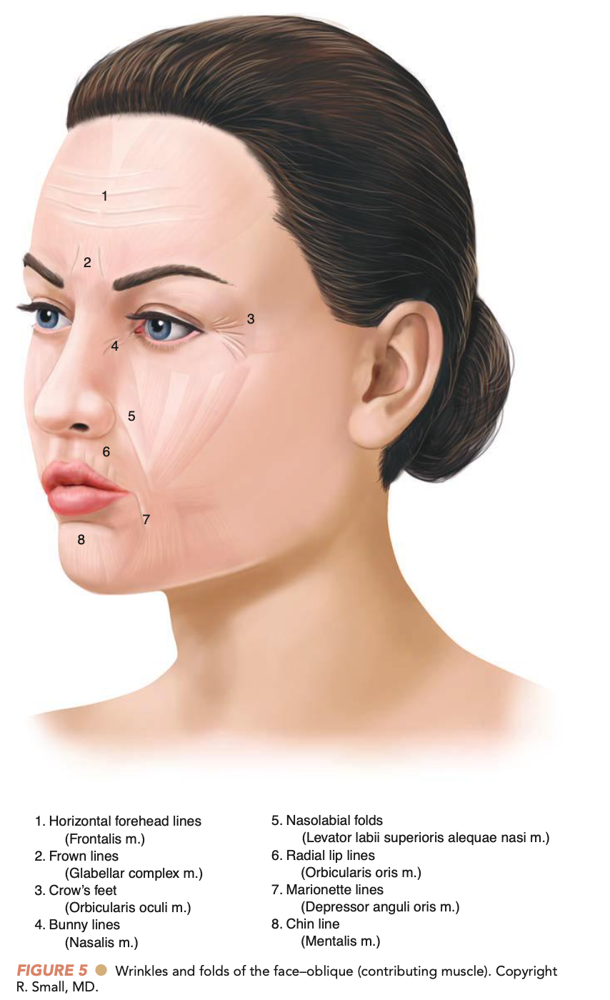 1
2
3
4
5
6
7
8
1. Horizontal forehead lines
(Frontalis m.)
2. Frown lines
(Glabellar complex m.)
3. Crow’s feet
(Orbicularis oculi m.)
4. Bunny lines
(Nasalis m.)
5. Nasolabial folds
(Levator labii superioris alequae nasi m.)
6. Radial lip lines
(Orbicularis oris m.)
7. Marionette lines
(Depressor anguli oris m.)
8. Chin line
(Mentalis m.)
FIGURE 5 ● Wrinkles and folds of the face–oblique (contributing muscle). Copyright
R. Small, MD.